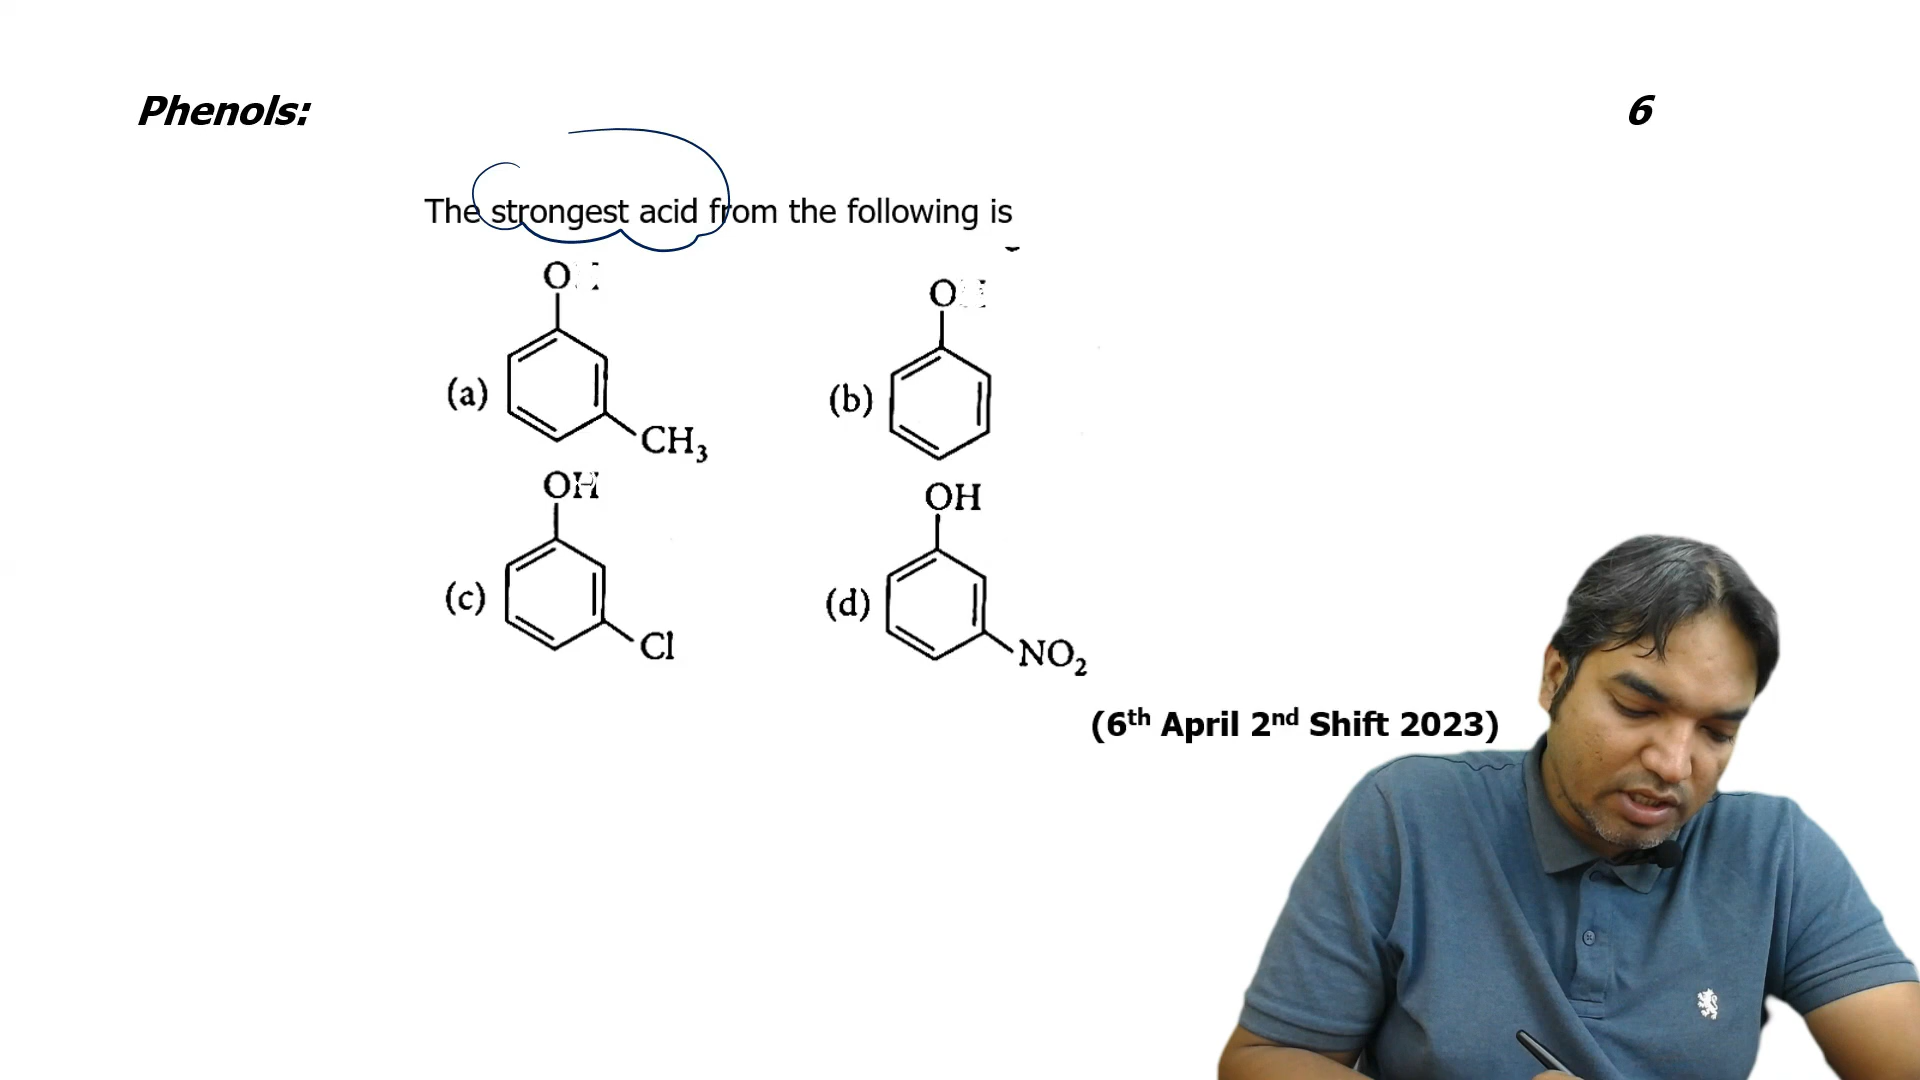 Phenols:
6
The strongest acid from the following is
O
(a)
CH3
O
(b)
OH
(c)
Cl
OH
(d)
NO2
(6th April 2nd Shift 2023)